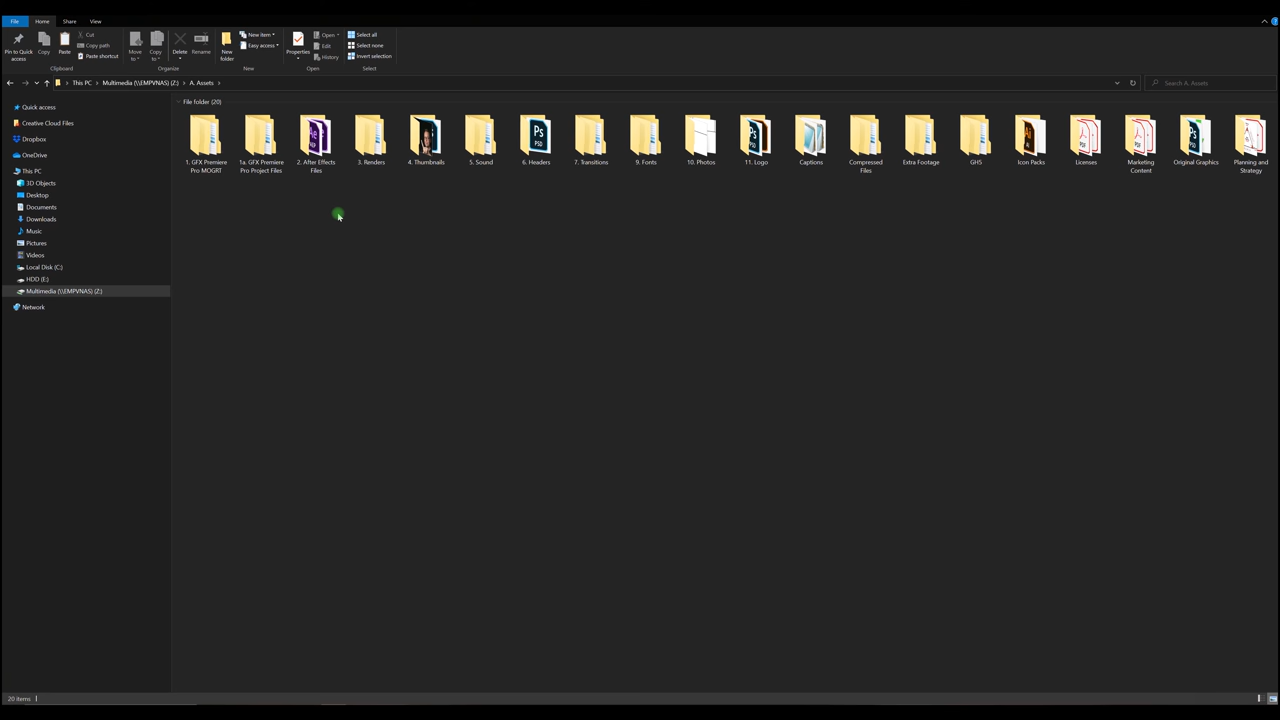 File Home Share View
Pin to Quick access
Copy
Paste
Cut
Copy path
Paste shortcut
Clipboard
Move to
Copy to
Delete
Rename
Organize
New folder
New item
Easy access
New
Properties
Open
Edit
History
Open
Select all
Select none
Invert selection
Select
This PC > Multimedia (\\EMPVNAS) (Z:) > A. Assets >
Search A. Assets
Quick access
Creative Cloud Files
Dropbox
OneDrive
This PC
3D Objects
Desktop
Documents
Downloads
Music
Pictures
Videos
Local Disk (C:)
HDD (E:)
Multimedia (\\EMPVNAS) (Z:)
Network
File folder (20)
1. GFX Premiere
Pro MOGRT
1a. GFX Premiere
Pro Project Files
2. After Effects
Files
3. Renders
4. Thumbnails
5. Sound
6. Headers
7. Transitions
9. Fonts
10. Photos
11. Logo
Captions
Compressed
Files
Extra Footage
GH5
Icon Packs
Licenses
Marketing
Content
Original Graphics
Planning and
Strategy
20 items